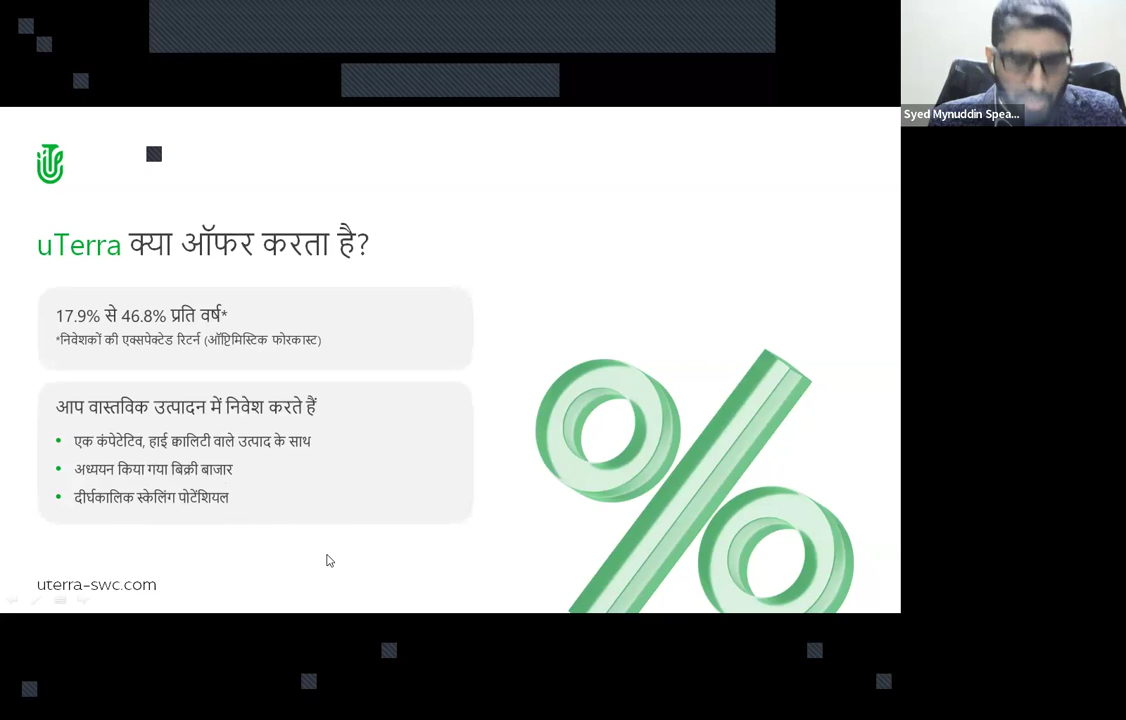 Syed Mynuddin Spea...
uTerra क्या ऑफर करता है?
17.9% से 46.8% प्रति वर्ष*
*निवेशकों की एक्सपेक्टेड रिटर्न (ऑप्टिमिस्टिक फोरकास्ट)
आप वास्तविक उत्पादन में निवेश करते हैं
• एक कंपेटेटिव, हाई क्वालिटी वाले उत्पाद के साथ
• अध्ययन किया गया बिक्री बाजार
• दीर्घकालिक स्केलिंग पोटेंशियल
uterra-swc.com